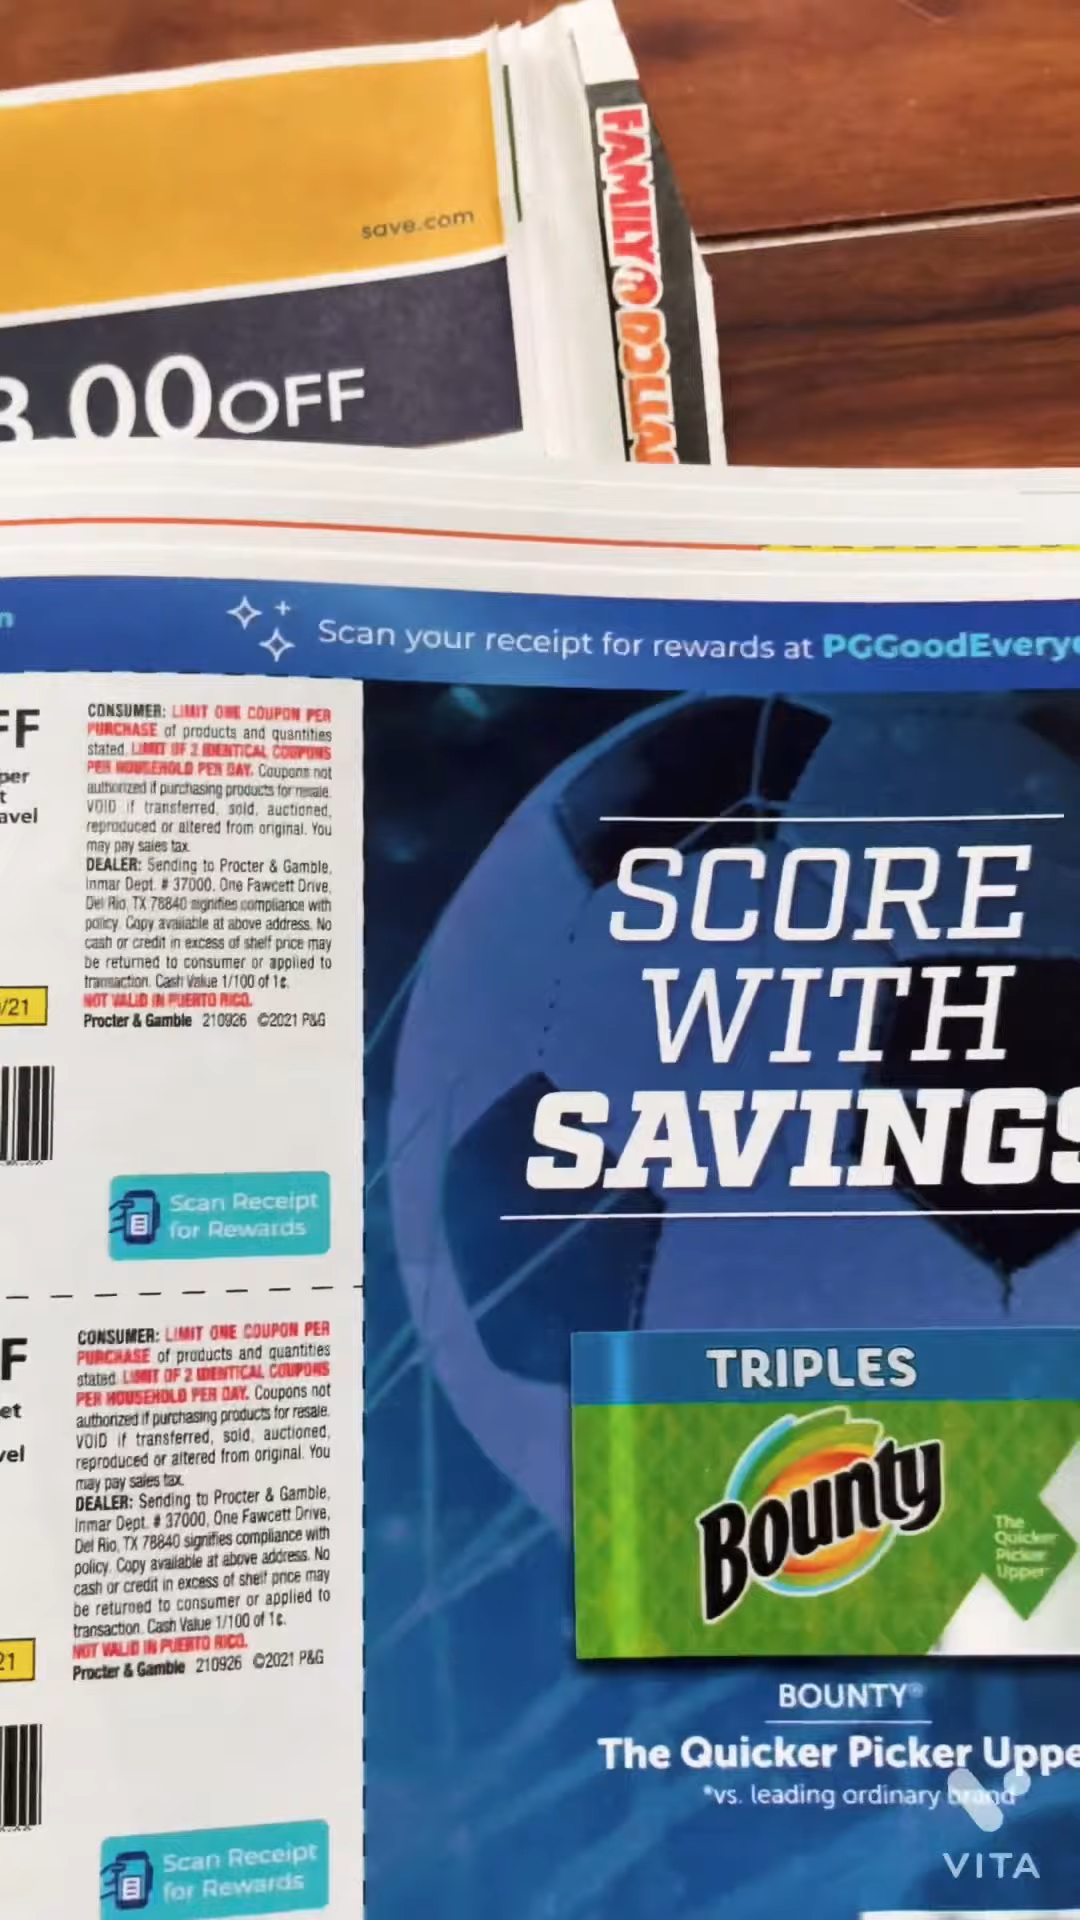 save.com
3.00 OFF
FAMILY DOLLA
Scan your receipt for rewards at PGGoodEvery
FF
per
t
avel
/21
CONSUMER: LIMIT ONE COUPON PER
PURCHASE of products and quantities
stated. LIMIT OF 2 IDENTICAL COUPONS
PER HOUSEHOLD PER DAY. Coupons not
authorized if purchasing products for resale.
VOID if transferred, sold, auctioned,
reproduced or altered from original. You
may pay sales tax.
DEALER: Sending to Procter & Gamble,
Inmar Dept. # 37000, One Fawcett Drive,
Del Rio, TX 78840 signifies compliance with
policy. Copy available at above address. No
cash or credit in excess of shelf price may
be returned to consumer or applied to
transaction. Cash Value 1/100 of 1¢.
NOT VALID IN PUERTO RICO.
Procter & Gamble 210926 ©2021 P&G
Scan Receipt
for Rewards
F
et
vel
21
CONSUMER: LIMIT ONE COUPON PER
PURCHASE of products and quantities
stated. LIMIT OF 2 IDENTICAL COUPONS
PER HOUSEHOLD PER DAY. Coupons not
authorized if purchasing products for resale.
VOID if transferred, sold, auctioned,
reproduced or altered from original. You
may pay sales tax.
DEALER: Sending to Procter & Gamble,
Inmar Dept. # 37000, One Fawcett Drive,
Del Rio, TX 78840 signifies compliance with
policy. Copy available at above address. No
cash or credit in excess of shelf price may
be returned to consumer or applied to
transaction. Cash Value 1/100 of 1¢.
NOT VALID IN PUERTO RICO.
Procter & Gamble 210926 ©2021 P&G
Scan Receipt
for Rewards
SCORE
WITH
SAVINGS
TRIPLES
Bounty
The
Quicker
Picker
Upper
BOUNTY®
The Quicker Picker Uppe
*vs. leading ordinary brand
VITA